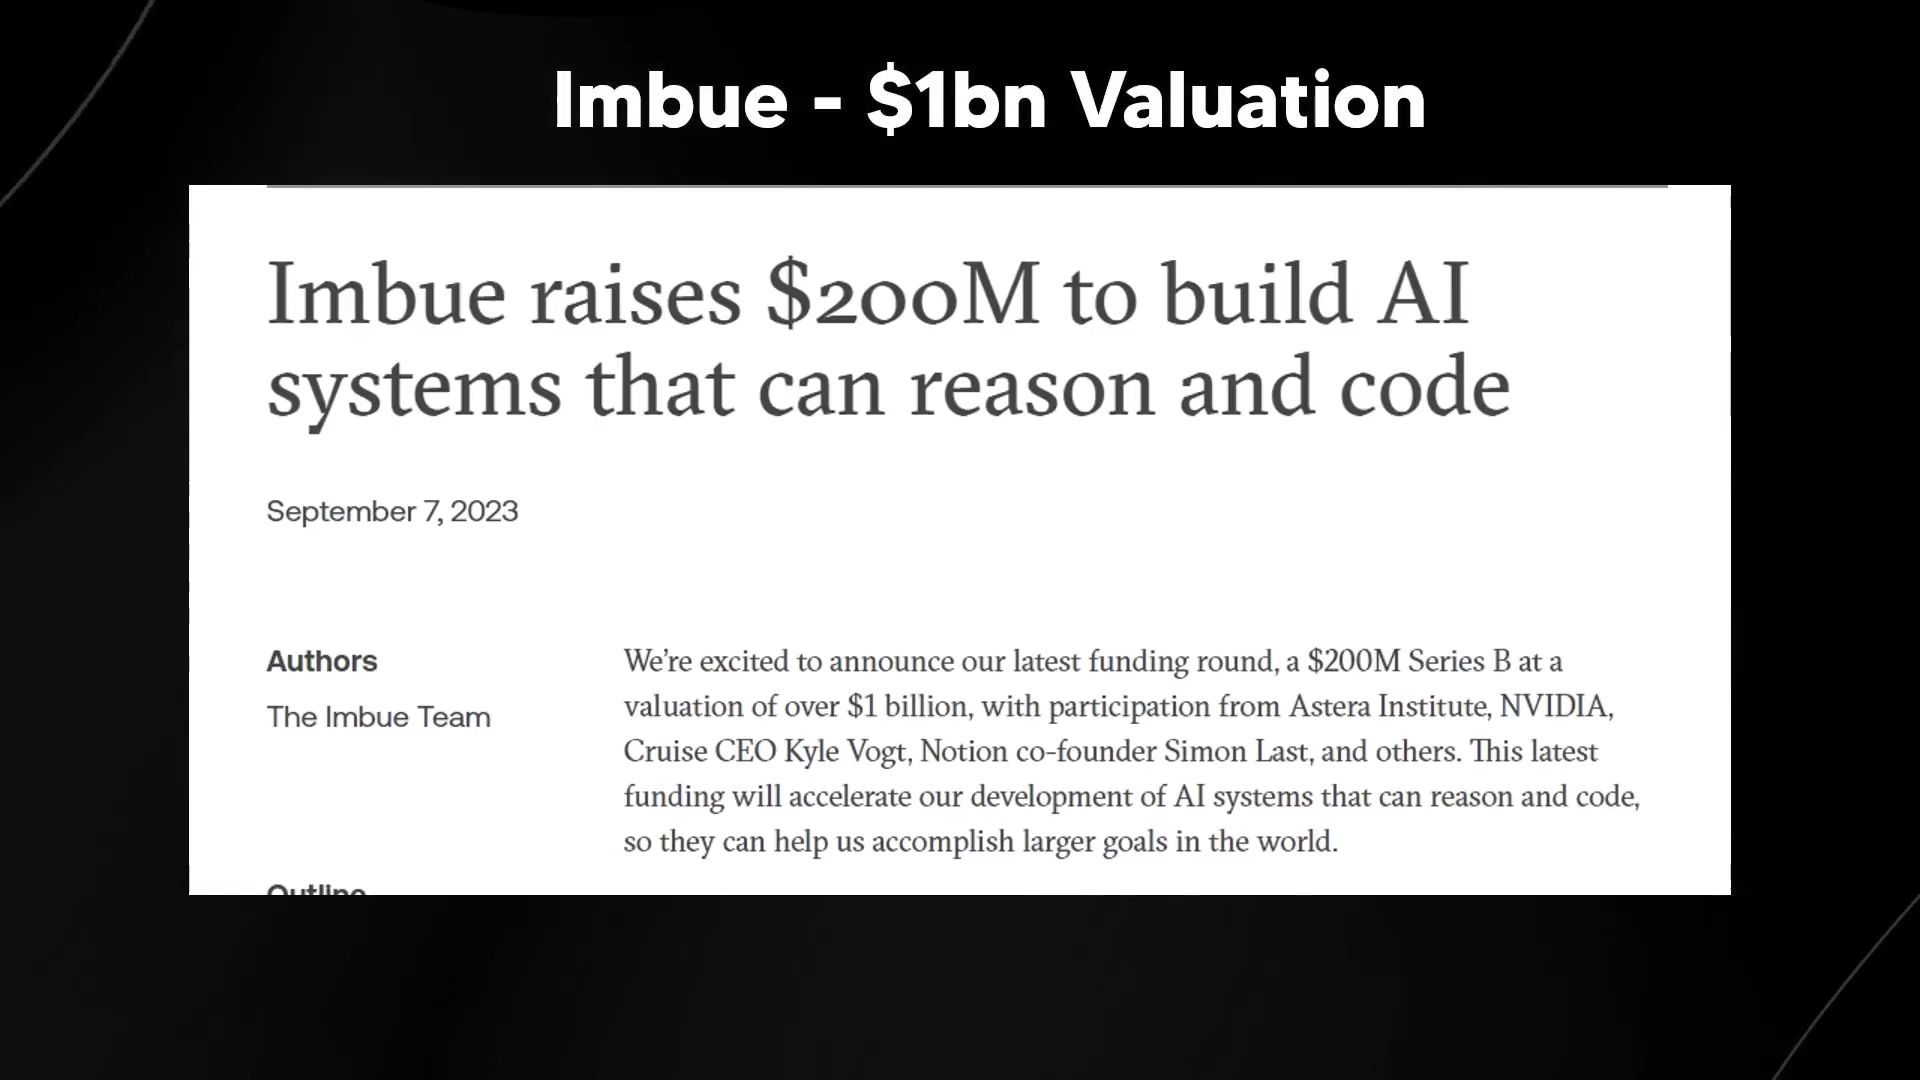 Imbue - $1bn Valuation
Imbue raises $200M to build AI
systems that can reason and code
September 7, 2023
Authors
The Imbue Team
We’re excited to announce our latest funding round, a $200M Series B at a
valuation of over $1 billion, with participation from Astera Institute, NVIDIA,
Cruise CEO Kyle Vogt, Notion co-founder Simon Last, and others. This latest
funding will accelerate our development of AI systems that can reason and code,
so they can help us accomplish larger goals in the world.
Outline